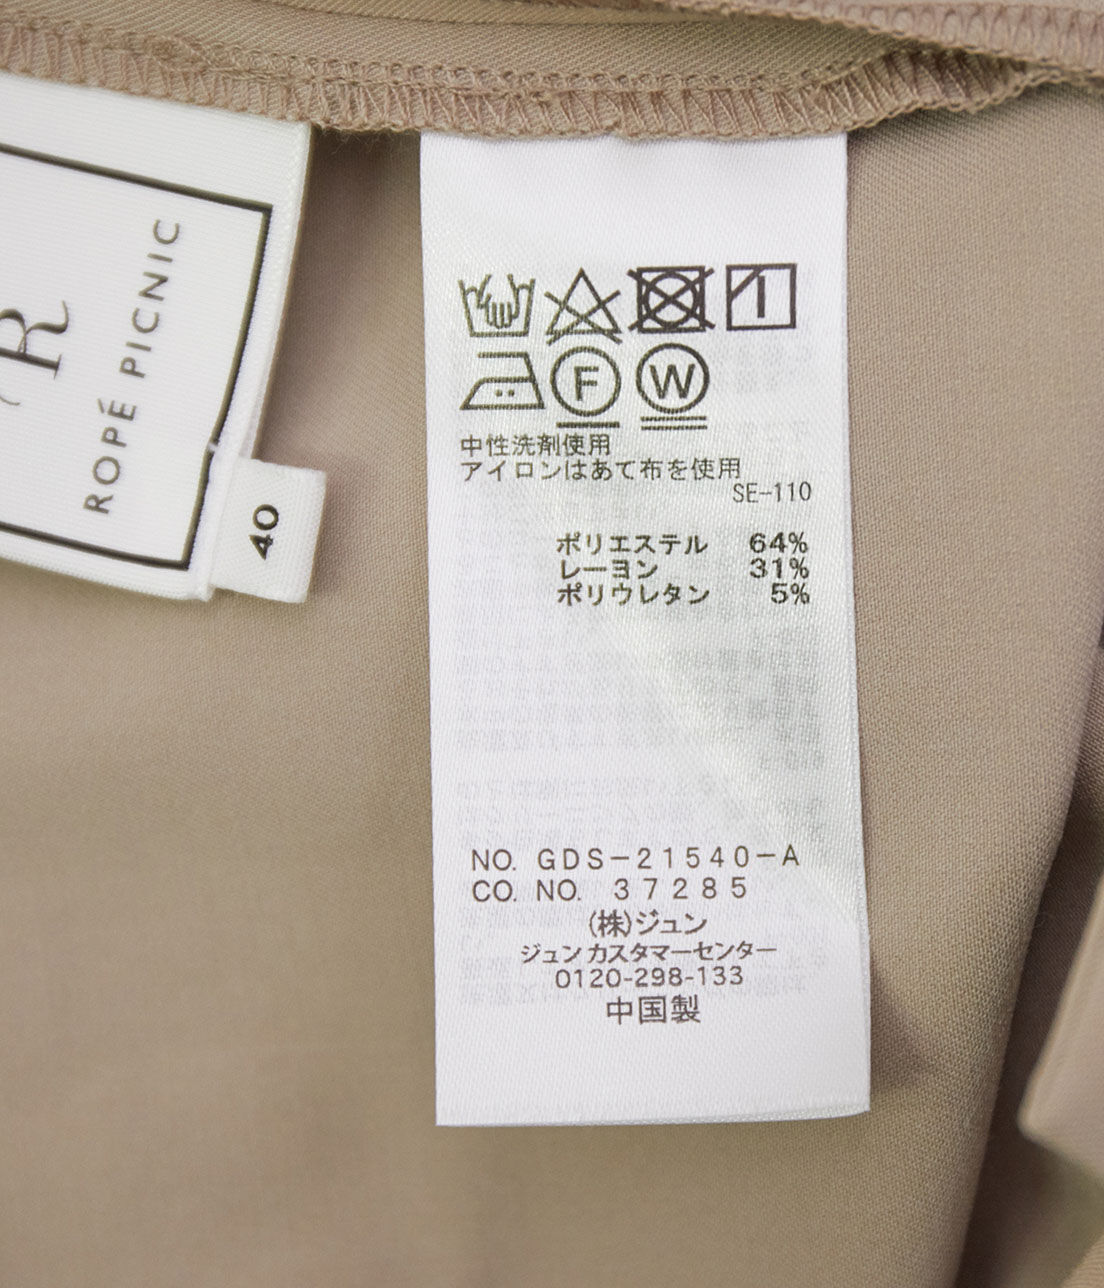 R
ROPÉ PICNIC
40
F W
中性洗剤使用
アイロンはあて布を使用
SE-110
ポリエステル 64%
レーヨン 31%
ポリウレタン 5%
NO. GDS-21540-A
CO. NO. 37285
(株)ジュン
ジュンカスタマーセンター
0120-298-133
中国製